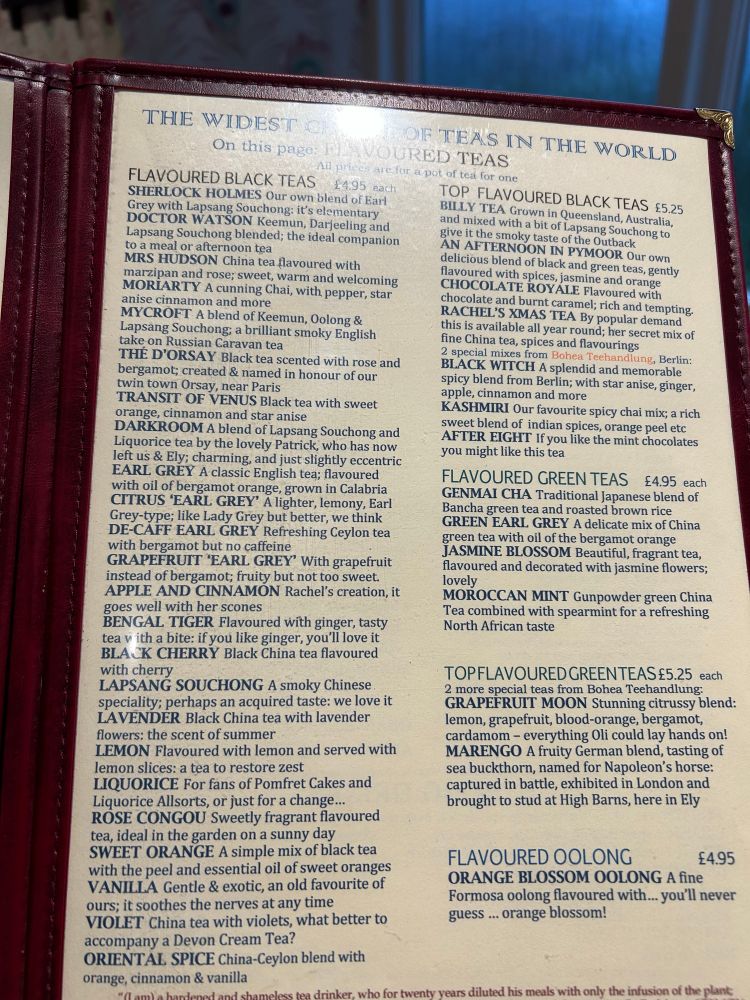 THE WIDEST CHOICE OF TEAS IN THE WORLD
On this page: FLAVOURED TEAS
All prices are for a pot of tea for one
FLAVOURED BLACK TEAS £4.95 each
SHERLOCK HOLMES Our own blend of Earl
Grey with Lapsang Souchong: it's elementary
DOCTOR WATSON Keemun, Darjeeling and
Lapsang Souchong blended; the ideal companion
to a meal or afternoon tea
MRS HUDSON China tea flavoured with
marzipan and rose; sweet, warm and welcoming
MORIARTY A cunning Chai, with pepper, star
anise cinnamon and more
MYCROFT A blend of Keemun, Oolong &
Lapsang Souchong; a brilliant smoky English
take on Russian Caravan tea
THÉ D'ORSAY Black tea scented with rose and
bergamot; created & named in honour of our
twin town Orsay, near Paris
TRANSIT OF VENUS Black tea with sweet
orange, cinnamon and star anise
DARKROOM A blend of Lapsang Souchong and
Liquorice tea by the lovely Patrick, who has now
left us & Ely; charming, and just slightly eccentric
EARL GREY A classic English tea; flavoured
with oil of bergamot orange, grown in Calabria
CITRUS 'EARL GREY' A lighter, lemony, Earl
Grey-type; like Lady Grey but better, we think
DE-CAFF EARL GREY Refreshing Ceylon tea
with bergamot but no caffeine
GRAPEFRUIT 'EARL GREY' With grapefruit
instead of bergamot; fruity but not too sweet.
APPLE AND CINNAMON Rachel's creation, it
goes well with her scones
BENGAL TIGER Flavoured with ginger, tasty
tea with a bite: if you like ginger, you'll love it
BLACK CHERRY Black China tea flavoured
with cherry
LAPSANG SOUCHONG A smoky Chinese
speciality; perhaps an acquired taste: we love it
LAVENDER Black China tea with lavender
flowers: the scent of summer
LEMON Flavoured with lemon and served with
lemon slices: a tea to restore zest
LIQUORICE For fans of Pomfret Cakes and
Liquorice Allsorts, or just for a change...
ROSE CONGOU Sweetly fragrant flavoured
tea, ideal in the garden on a sunny day
SWEET ORANGE A simple mix of black tea
with the peel and essential oil of sweet oranges
VANILLA Gentle & exotic, an old favourite of
ours; it soothes the nerves at any time
VIOLET China tea with violets, what better to
accompany a Devon Cream Tea?
ORIENTAL SPICE China-Ceylon blend with
orange, cinnamon & vanilla
TOP FLAVOURED BLACK TEAS £5.25
BILLY TEA Grown in Queensland, Australia,
and mixed with a bit of Lapsang Souchong to
give it the smoky taste of the Outback
AN AFTERNOON IN PYMOOR Our own
delicious blend of black and green teas, gently
flavoured with spices, jasmine and orange
CHOCOLATE ROYALE Flavoured with
chocolate and burnt caramel; rich and tempting.
RACHEL'S XMAS TEA By popular demand
this is available all year round; her secret mix of
fine China tea, spices and flavourings
2 special mixes from Bohea Teehandlung, Berlin:
BLACK WITCH A splendid and memorable
spicy blend from Berlin; with star anise, ginger,
apple, cinnamon and more
KASHMIRI Our favourite spicy chai mix; a rich
sweet blend of indian spices, orange peel etc
AFTER EIGHT If you like the mint chocolates
you might like this tea
FLAVOURED GREEN TEAS £4.95 each
GENMAI CHA Traditional Japanese blend of
Bancha green tea and roasted brown rice
GREEN EARL GREY A delicate mix of China
green tea with oil of the bergamot orange
JASMINE BLOSSOM Beautiful, fragrant tea,
flavoured and decorated with jasmine flowers;
lovely
MOROCCAN MINT Gunpowder green China
Tea combined with spearmint for a refreshing
North African taste
TOP FLAVOURED GREEN TEAS £5.25 each
2 more special teas from Bohea Teehandlung:
GRAPEFRUIT MOON Stunning citrussy blend:
lemon, grapefruit, blood-orange, bergamot,
cardamom – everything Oli could lay hands on!
MARENGO A fruity German blend, tasting of
sea buckthorn, named for Napoleon's horse:
captured in battle, exhibited in London and
brought to stud at High Barns, here in Ely
FLAVOURED OOLONG £4.95
ORANGE BLOSSOM OOLONG A fine
Formosa oolong flavoured with... you'll never
guess ... orange blossom!
"(I am) a hardened and shameless tea drinker, who for twenty years diluted his meals with only the infusion of the plant;